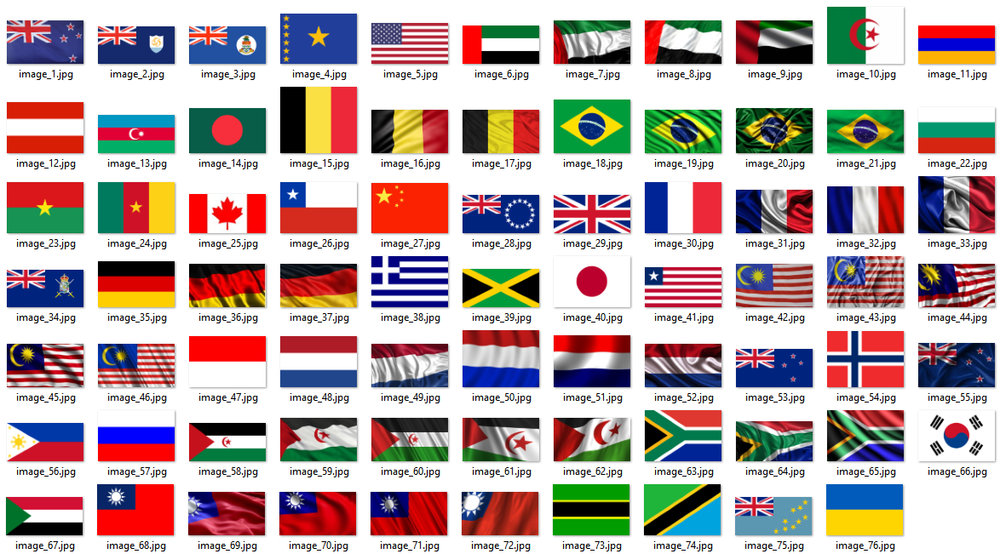 image_1.jpg image_2.jpg image_3.jpg image_4.jpg image_5.jpg image_6.jpg image_7.jpg image_8.jpg image_9.jpg image_10.jpg image_11.jpg
image_12.jpg image_13.jpg image_14.jpg image_15.jpg image_16.jpg image_17.jpg image_18.jpg image_19.jpg image_20.jpg image_21.jpg image_22.jpg
image_23.jpg image_24.jpg image_25.jpg image_26.jpg image_27.jpg image_28.jpg image_29.jpg image_30.jpg image_31.jpg image_32.jpg image_33.jpg
image_34.jpg image_35.jpg image_36.jpg image_37.jpg image_38.jpg image_39.jpg image_40.jpg image_41.jpg image_42.jpg image_43.jpg image_44.jpg
image_45.jpg image_46.jpg image_47.jpg image_48.jpg image_49.jpg image_50.jpg image_51.jpg image_52.jpg image_53.jpg image_54.jpg image_55.jpg
image_56.jpg image_57.jpg image_58.jpg image_59.jpg image_60.jpg image_61.jpg image_62.jpg image_63.jpg image_64.jpg image_65.jpg image_66.jpg
image_67.jpg image_68.jpg image_69.jpg image_70.jpg image_71.jpg image_72.jpg image_73.jpg image_74.jpg image_75.jpg image_76.jpg